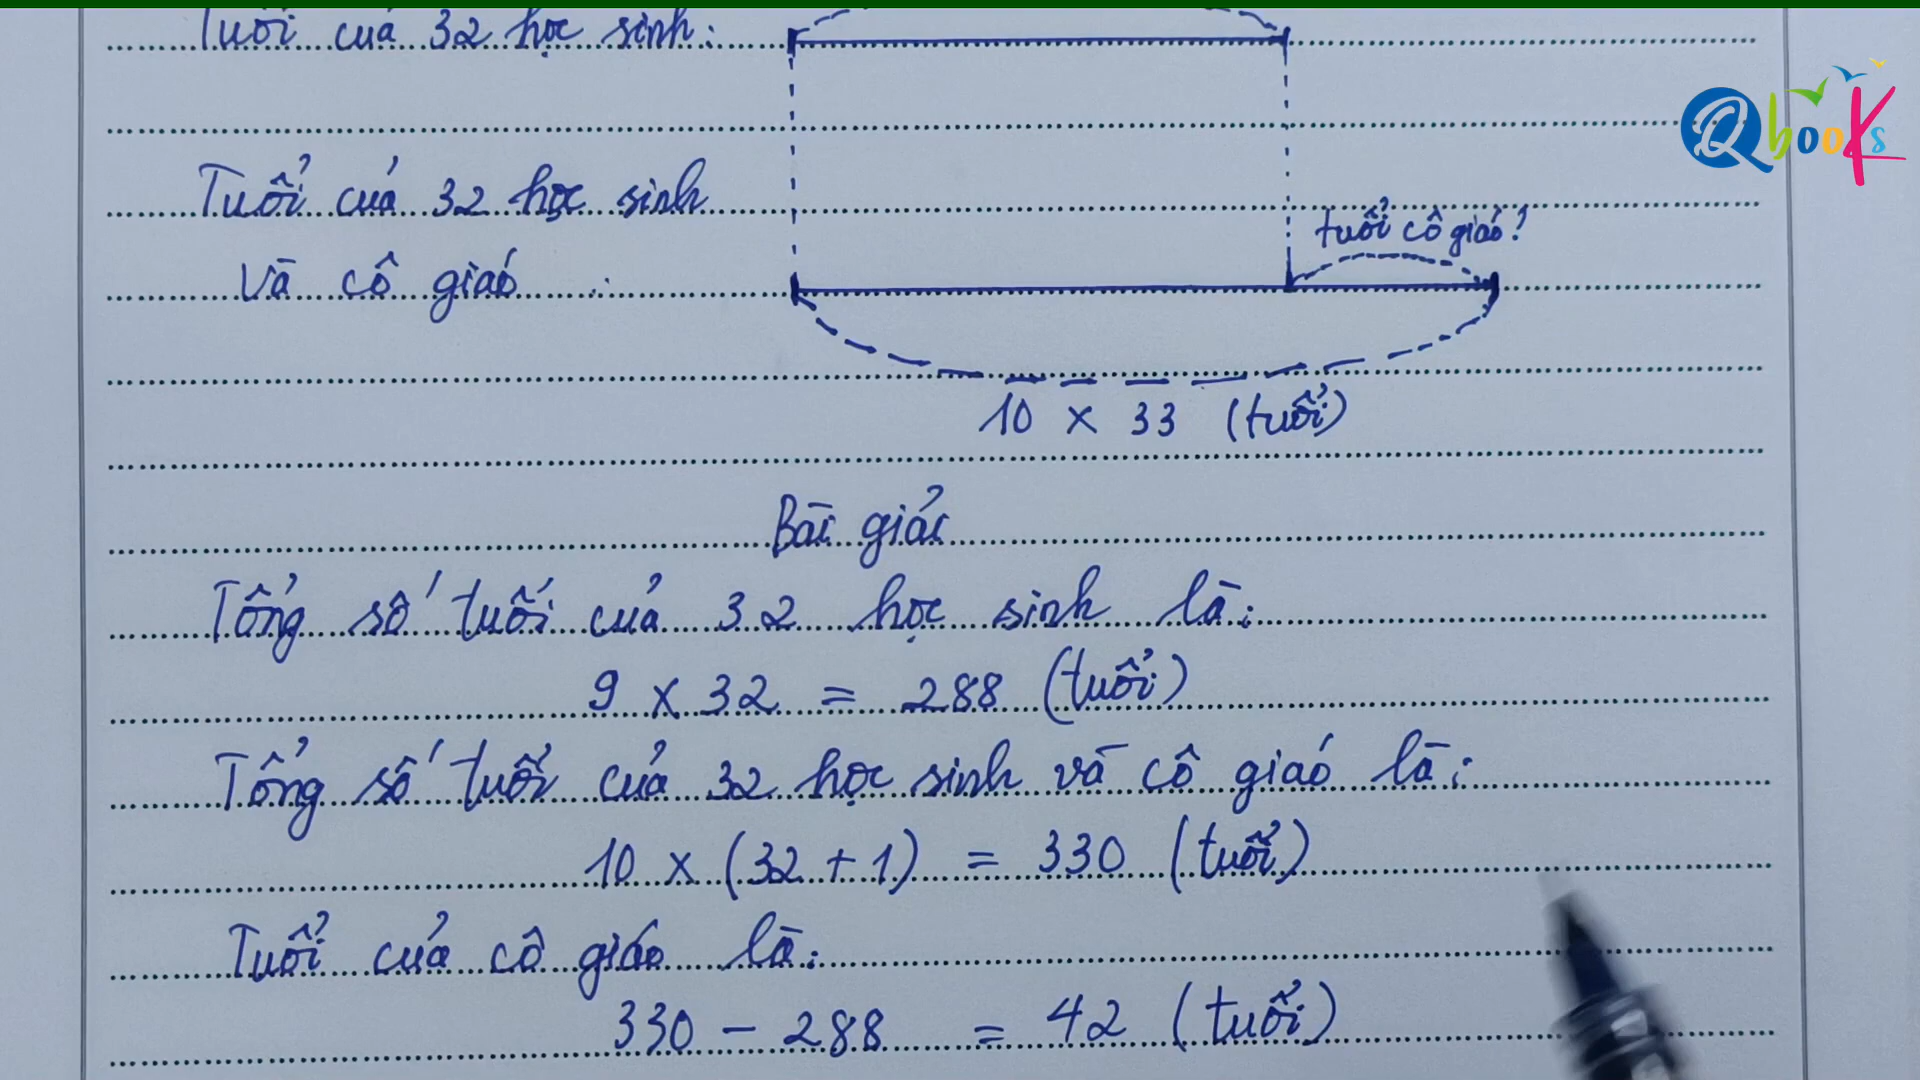 Tuổi của 32 học sinh:
Tuổi của 32 học sinh
và cô giáo :
tuổi cô giáo?
10 x 33 (tuổi)
Bài giải
Tổng số tuổi của 32 học sinh là:
9 x 32 = 288 (tuổi)
Tổng số tuổi của 32 học sinh và cô giáo là:
10 x (32 + 1) = 330 (tuổi)
Tuổi của cô giáo là:
330 - 288 = 42 (tuổi)
Qbooks